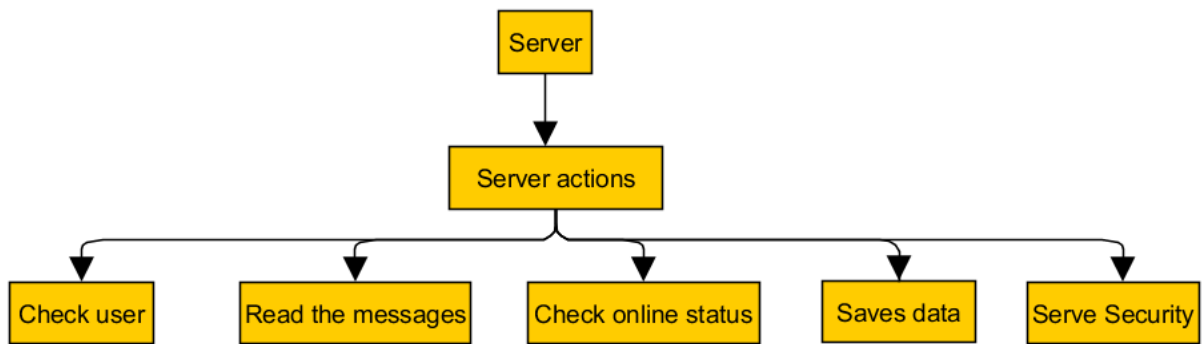 Server
Server actions
Check user
Read the messages
Check online status
Saves data
Serve Security